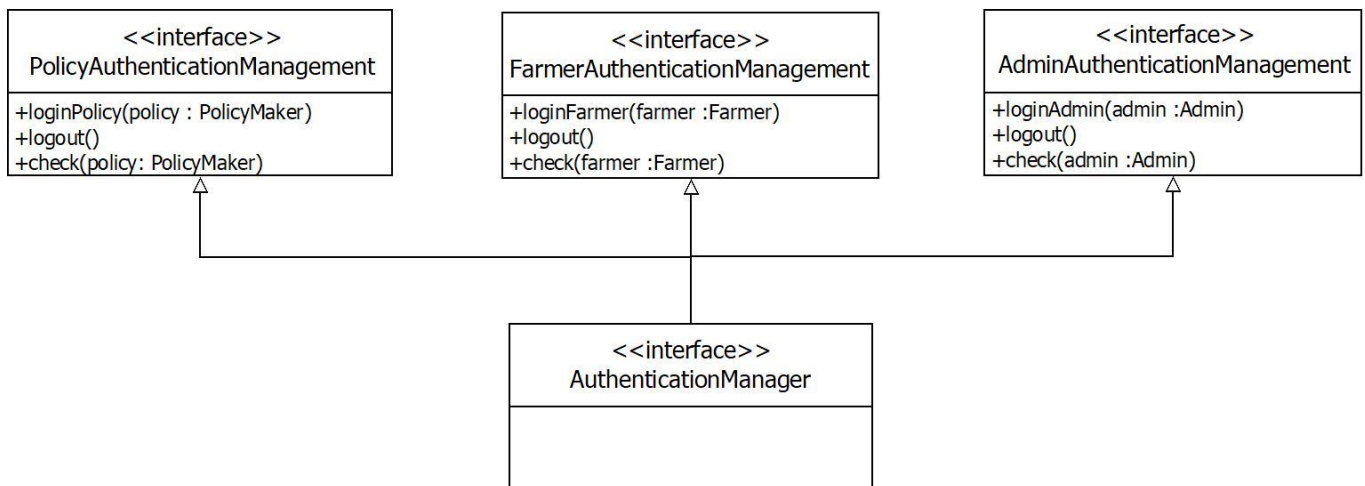 <<interface>>
PolicyAuthenticationManagement
+loginPolicy(policy : PolicyMaker)
+logout()
+check(policy: PolicyMaker)
<<interface>>
FarmerAuthenticationManagement
+loginFarmer(farmer :Farmer)
+logout()
+check(farmer :Farmer)
<<interface>>
AdminAuthenticationManagement
+loginAdmin(admin :Admin)
+logout()
+check(admin :Admin)
<<interface>>
AuthenticationManager